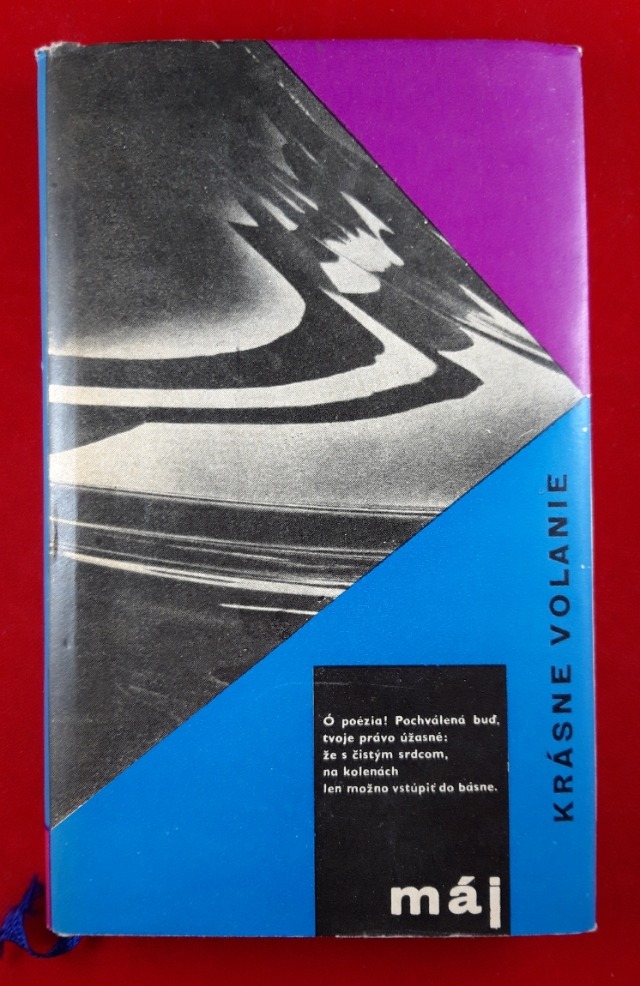 KRÁSNE VOLANIE
Ó poézia! Pochválená buď,
tvoje právo úžasné:
že s čistým srdcom,
na kolenách
len možno vstúpiť do básne.
máj